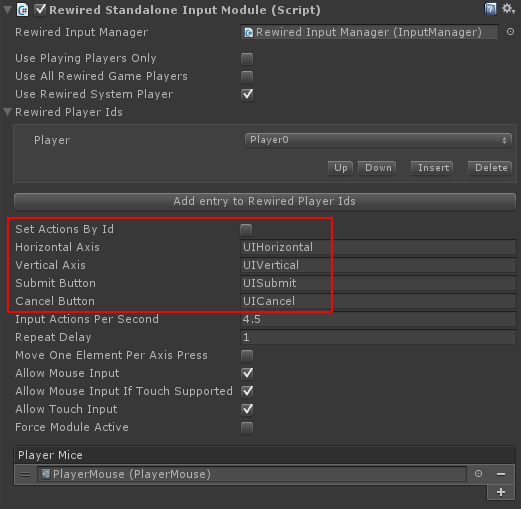 Rewired Standalone Input Module (Script)
Rewired Input Manager Rewired Input Manager (InputManager)
Use Playing Players Only
Use All Rewired Game Players
Use Rewired System Player
Rewired Player Ids
Player Player0
Up Down Insert Delete
Add entry to Rewired Player Ids
Set Actions By Id
Horizontal Axis UIHorizontal
Vertical Axis UIVertical
Submit Button UISubmit
Cancel Button UICancel
Input Actions Per Second 4.5
Repeat Delay 1
Move One Element Per Axis Press
Allow Mouse Input
Allow Mouse Input If Touch Supported
Allow Touch Input
Force Module Active
Player Mice
PlayerMouse (PlayerMouse)